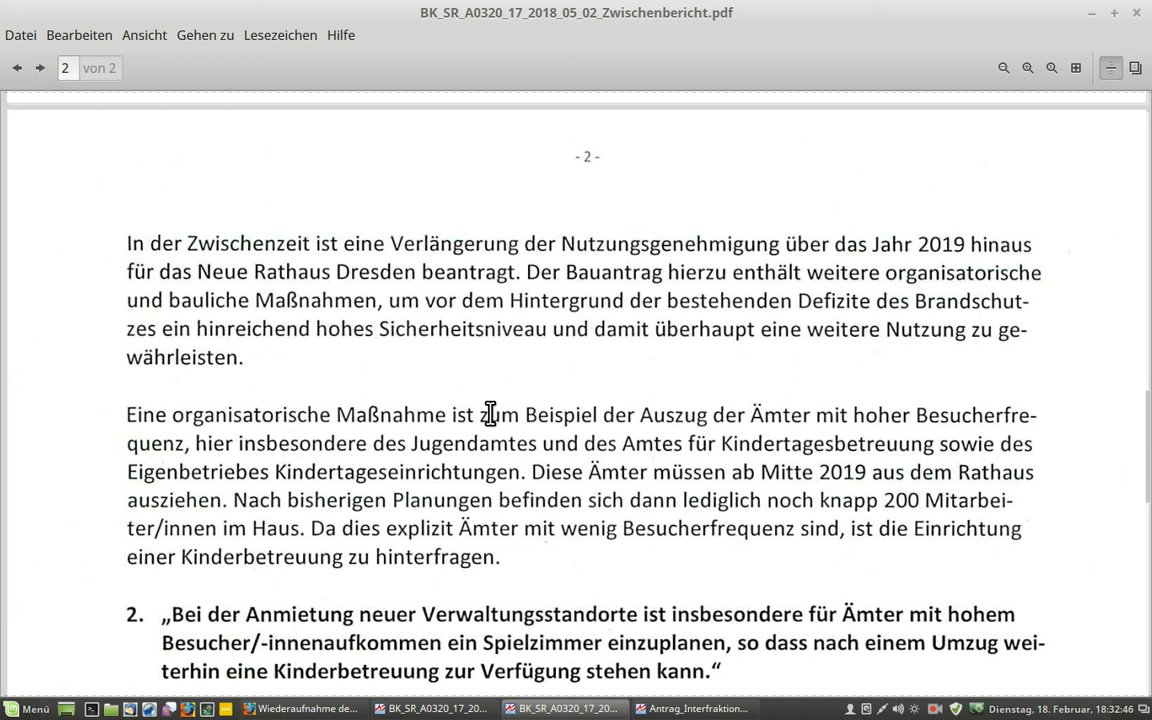 BK_SR_A0320_17_2018_05_02_Zwischenbericht.pdf
Datei Bearbeiten Ansicht Gehen zu Lesezeichen Hilfe
2 von 2
- 2 -
In der Zwischenzeit ist eine Verlängerung der Nutzungsgenehmigung über das Jahr 2019 hinaus
für das Neue Rathaus Dresden beantragt. Der Bauantrag hierzu enthält weitere organisatorische
und bauliche Maßnahmen, um vor dem Hintergrund der bestehenden Defizite des Brandschut-
zes ein hinreichend hohes Sicherheitsniveau und damit überhaupt eine weitere Nutzung zu ge-
währleisten.
Eine organisatorische Maßnahme ist zum Beispiel der Auszug der Ämter mit hoher Besucherfre-
quenz, hier insbesondere des Jugendamtes und des Amtes für Kindertagesbetreuung sowie des
Eigenbetriebes Kindertageseinrichtungen. Diese Ämter müssen ab Mitte 2019 aus dem Rathaus
ausziehen. Nach bisherigen Planungen befinden sich dann lediglich noch knapp 200 Mitarbei-
ter/innen im Haus. Da dies explizit Ämter mit wenig Besucherfrequenz sind, ist die Einrichtung
einer Kinderbetreuung zu hinterfragen.
2. „Bei der Anmietung neuer Verwaltungsstandorte ist insbesondere für Ämter mit hohem
Besucher/-innenaufkommen ein Spielzimmer einzuplanen, so dass nach einem Umzug wei-
terhin eine Kinderbetreuung zur Verfügung stehen kann.“
Menü Wiederaufnahme de... BK_SR_A0320_17_20... BK_SR_A0320_17_20... Antrag_Interfraktion... Dienstag, 18. Februar, 18:32:46